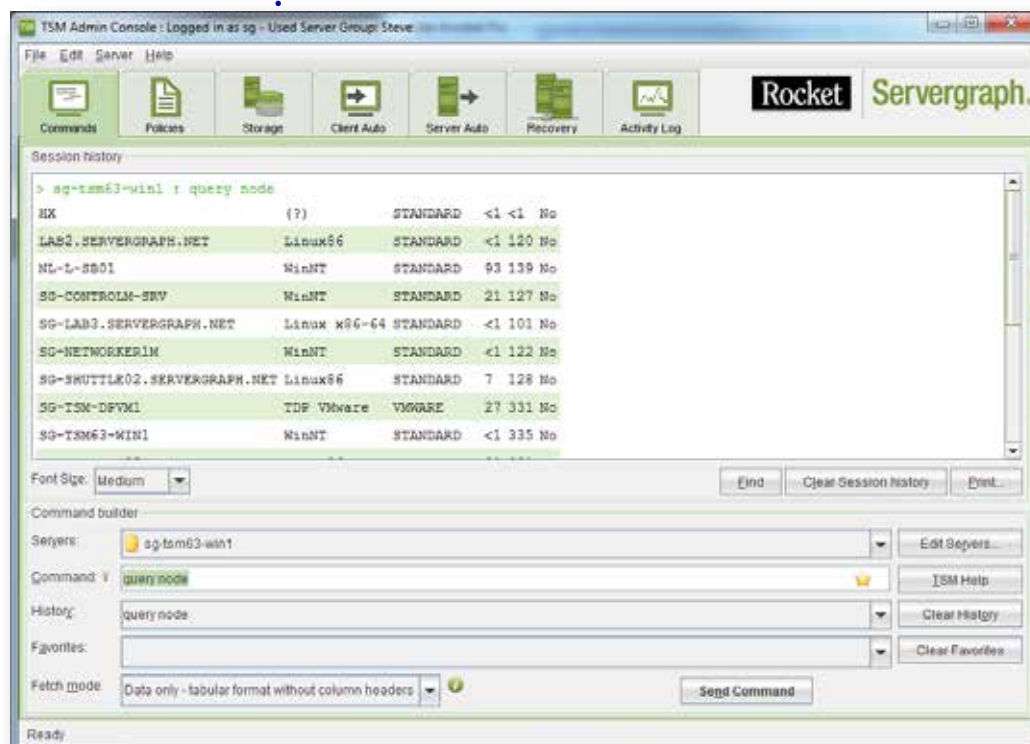 TSM Admin Console : Logged in as sg - Used Server Group: Steve
File Edit Server Help
Commands Policies Storage Client Auto Server Auto Recovery Activity Log Rocket Servergraph.
Session history
> sg-tsm63-win1 : query node
HX (?) STANDARD <1 <1 No
LAB2.SERVERGRAPH.NET Linux86 STANDARD <1 120 No
NL-L-SB01 WinNT STANDARD 93 139 No
SG-CONTROLM-SRV WinNT STANDARD 21 127 No
SG-LAB3.SERVERGRAPH.NET Linux x86-64 STANDARD <1 101 No
SG-NETWORKER1M WinNT STANDARD <1 122 No
SG-SHUTTLE02.SERVERGRAPH.NET Linux86 STANDARD 7 128 No
SG-TSM-DPVM1 TDP VMware VMWARE 27 331 No
SG-TSM63-WIN1 WinNT STANDARD <1 335 No
Font Size: Medium Find Clear Session history Print...
Command builder
Servers: sg-tsm63-win1 Edit Servers...
Command: query node TSM Help
History: query node Clear History
Favorites: Clear Favorites
Fetch mode Data only - tabular format without column headers Send Command
Ready